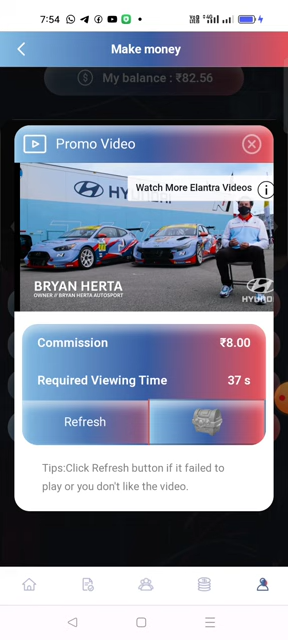 7:54
Make money
My balance : ₹82.56
Promo Video
Watch More Elantra Videos
BRYAN HERTA
OWNER // BRYAN HERTA AUTOSPORT
HYUNDAI
Commission ₹8.00
Required Viewing Time 37 s
Refresh
Tips:Click Refresh button if it failed to
play or you don't like the video.